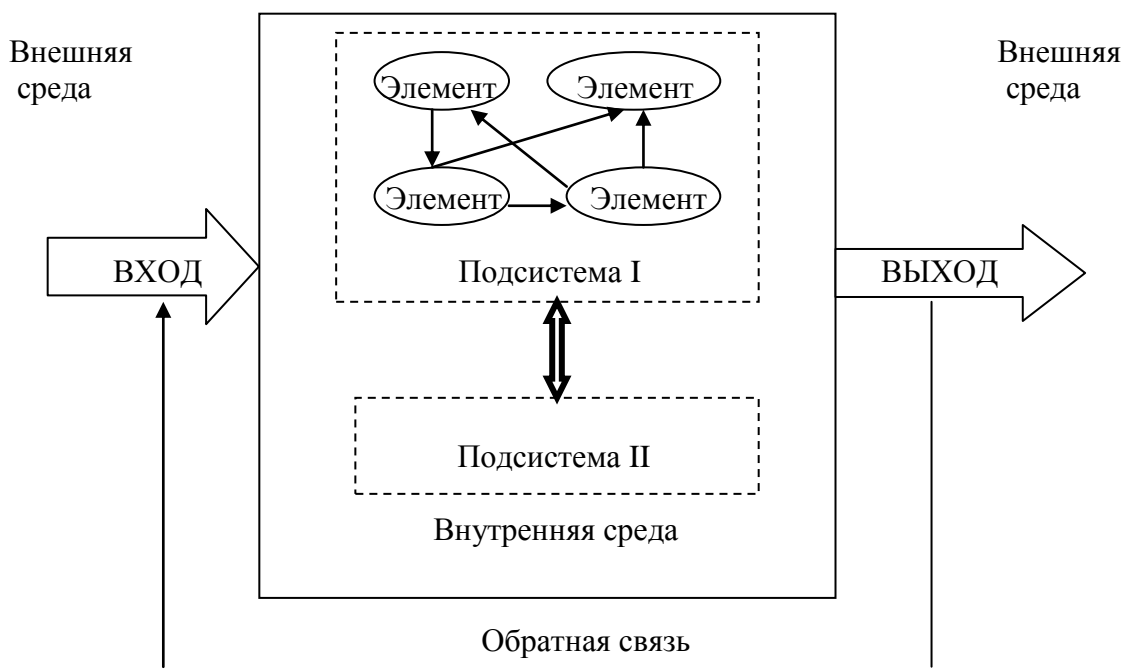 Внешняя
среда
Внешняя
среда
Элемент
Элемент
Элемент
Элемент
ВХОД
Подсистема I
ВЫХОД
Подсистема II
Внутренняя среда
Обратная связь